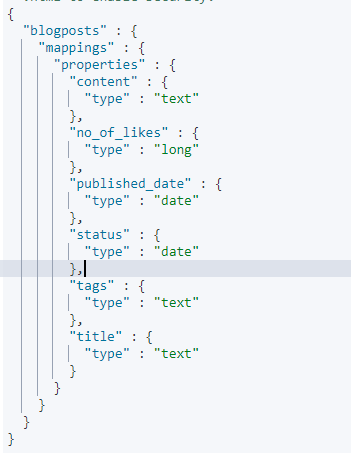 {
"blogposts" : {
"mappings" : {
"properties" : {
"content" : {
"type" : "text"
},
"no_of_likes" : {
"type" : "long"
},
"published_date" : {
"type" : "date"
},
"status" : {
"type" : "date"
},
"tags" : {
"type" : "text"
},
"title" : {
"type" : "text"
}
}
}
}
}